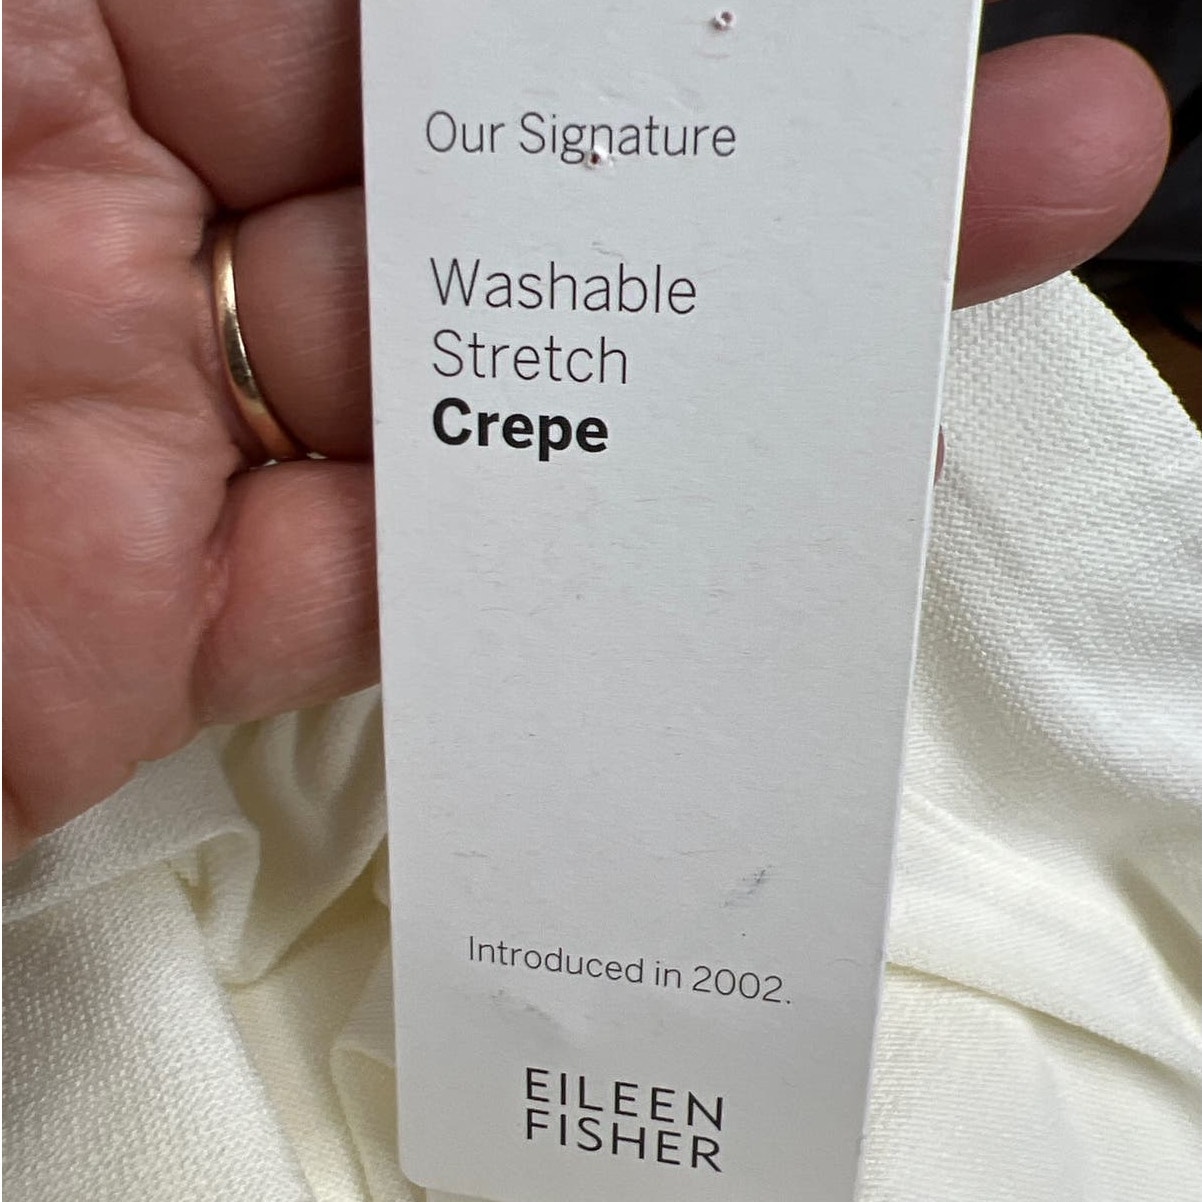 Our Signature
Washable
Stretch
Crepe
Introduced in 2002.
EILEEN
FISHER